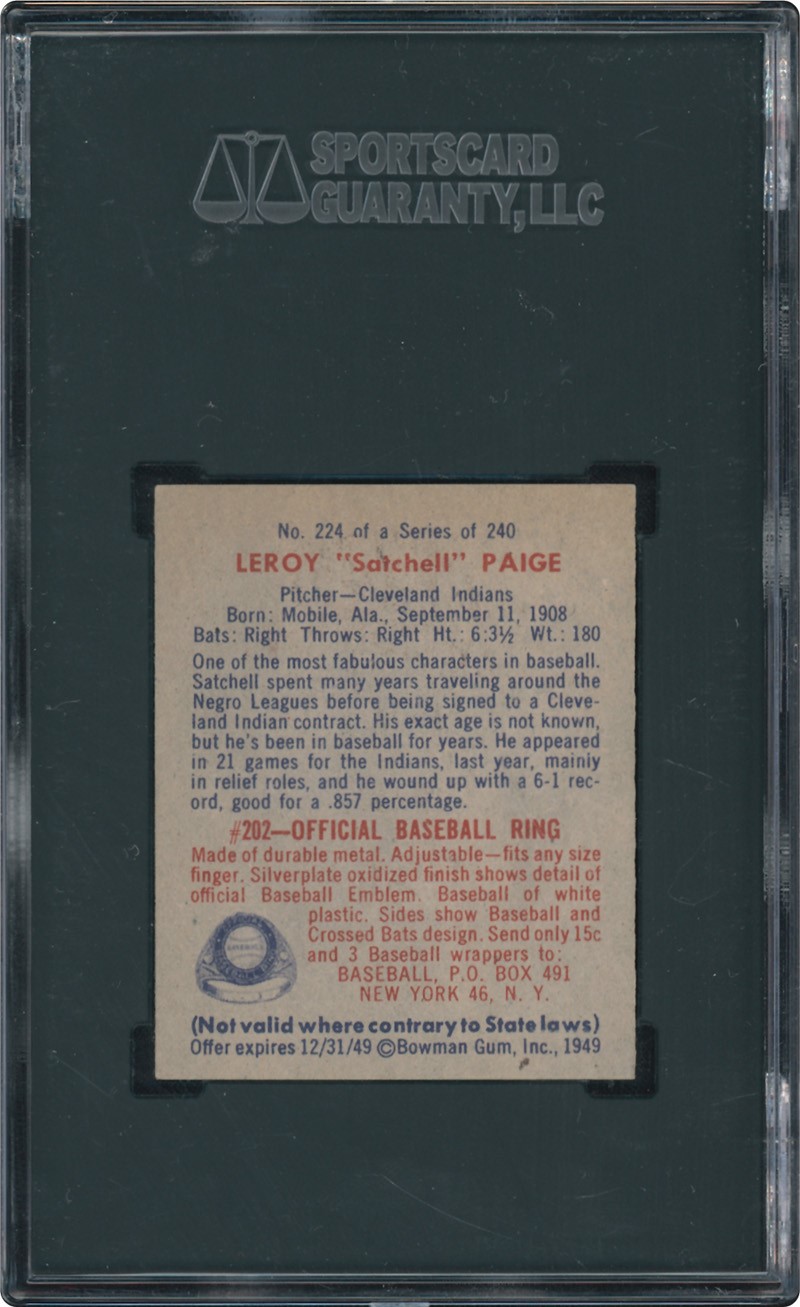 SPORTSCARD
GUARANTY, LLC
No. 224 of a Series of 240
LEROY "Satchell" PAIGE
Pitcher—Cleveland Indians
Born: Mobile, Ala., September 11, 1908
Bats: Right Throws: Right Ht.: 6:3½ Wt.: 180
One of the most fabulous characters in baseball.
Satchell spent many years traveling around the
Negro Leagues before being signed to a Cleve-
land Indian contract. His exact age is not known,
but he's been in baseball for years. He appeared
in 21 games for the Indians, last year, mainly
in relief roles, and he wound up with a 6-1 rec-
ord, good for a .857 percentage.
#202—OFFICIAL BASEBALL RING
Made of durable metal. Adjustable—fits any size
finger. Silverplate oxidized finish shows detail of
official Baseball Emblem. Baseball of white
plastic. Sides show Baseball and
Crossed Bats design. Send only 15c
and 3 Baseball wrappers to:
BASEBALL, P.O. BOX 491
NEW YORK 46, N. Y.
(Not valid where contrary to State laws)
Offer expires 12/31/49 ©Bowman Gum, Inc., 1949